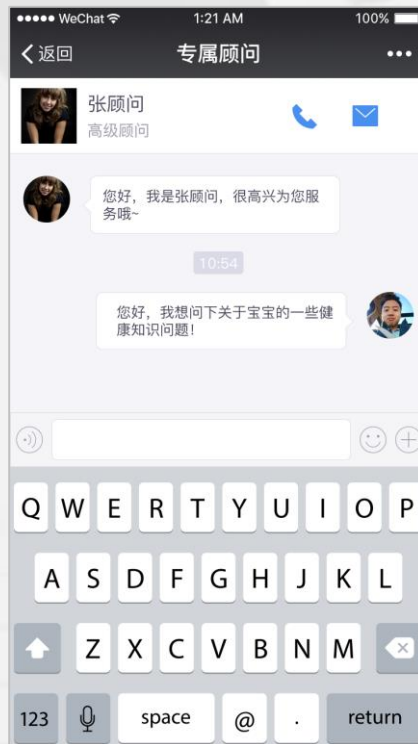 ●●●●● WeChat 1:21 AM 100%
返回 专属顾问 •••
张顾问
高级顾问
您好，我是张顾问，很高兴为您服
务哦~
10:54
您好，我想问下关于宝宝的一些健
康知识问题！
Q W E R T Y U I O P
A S D F G H J K L
Z X C V B N M
123 space @ . return